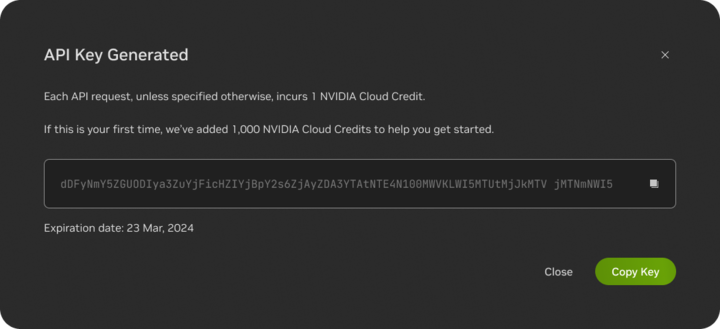 API Key Generated
Each API request, unless specified otherwise, incurs 1 NVIDIA Cloud Credit.
If this is your first time, we've added 1,000 NVIDIA Cloud Credits to help you get started.
dDFyNmY5ZGU0DIya3ZuYjFicHZIYjBpY2s6ZjAyZDA3YTAtNTE4N100MWVKLWI5MTUtMjJkMTV jMTNmNWI5
Expiration date: 23 Mar, 2024
Close
Copy Key